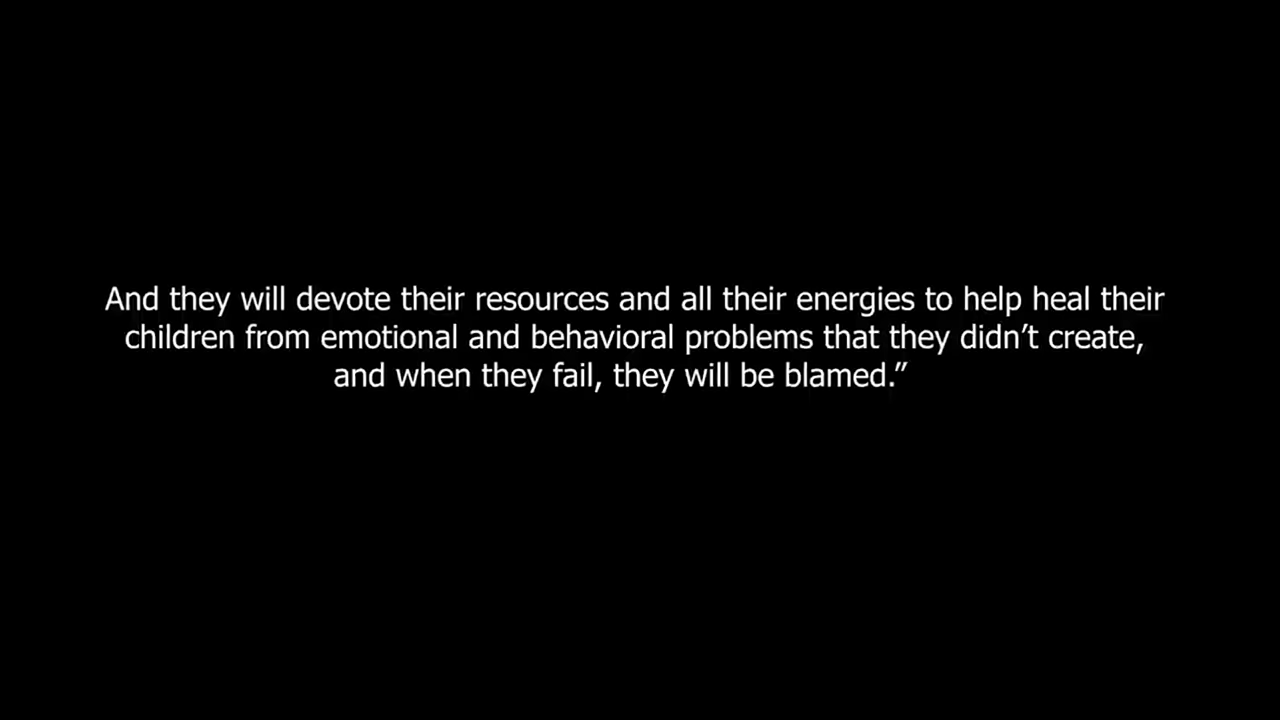 And they will devote their resources and all their energies to help heal their
children from emotional and behavioral problems that they didn’t create,
and when they fail, they will be blamed.”